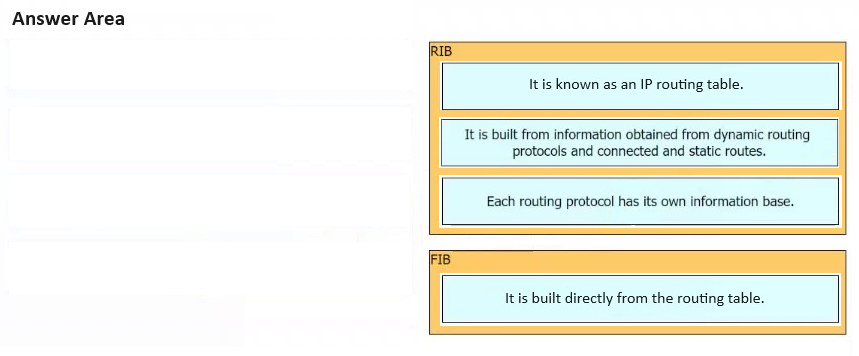 Answer Area
RIB
It is known as an IP routing table.
It is built from information obtained from dynamic routing
protocols and connected and static routes.
Each routing protocol has its own information base.
FIB
It is built directly from the routing table.